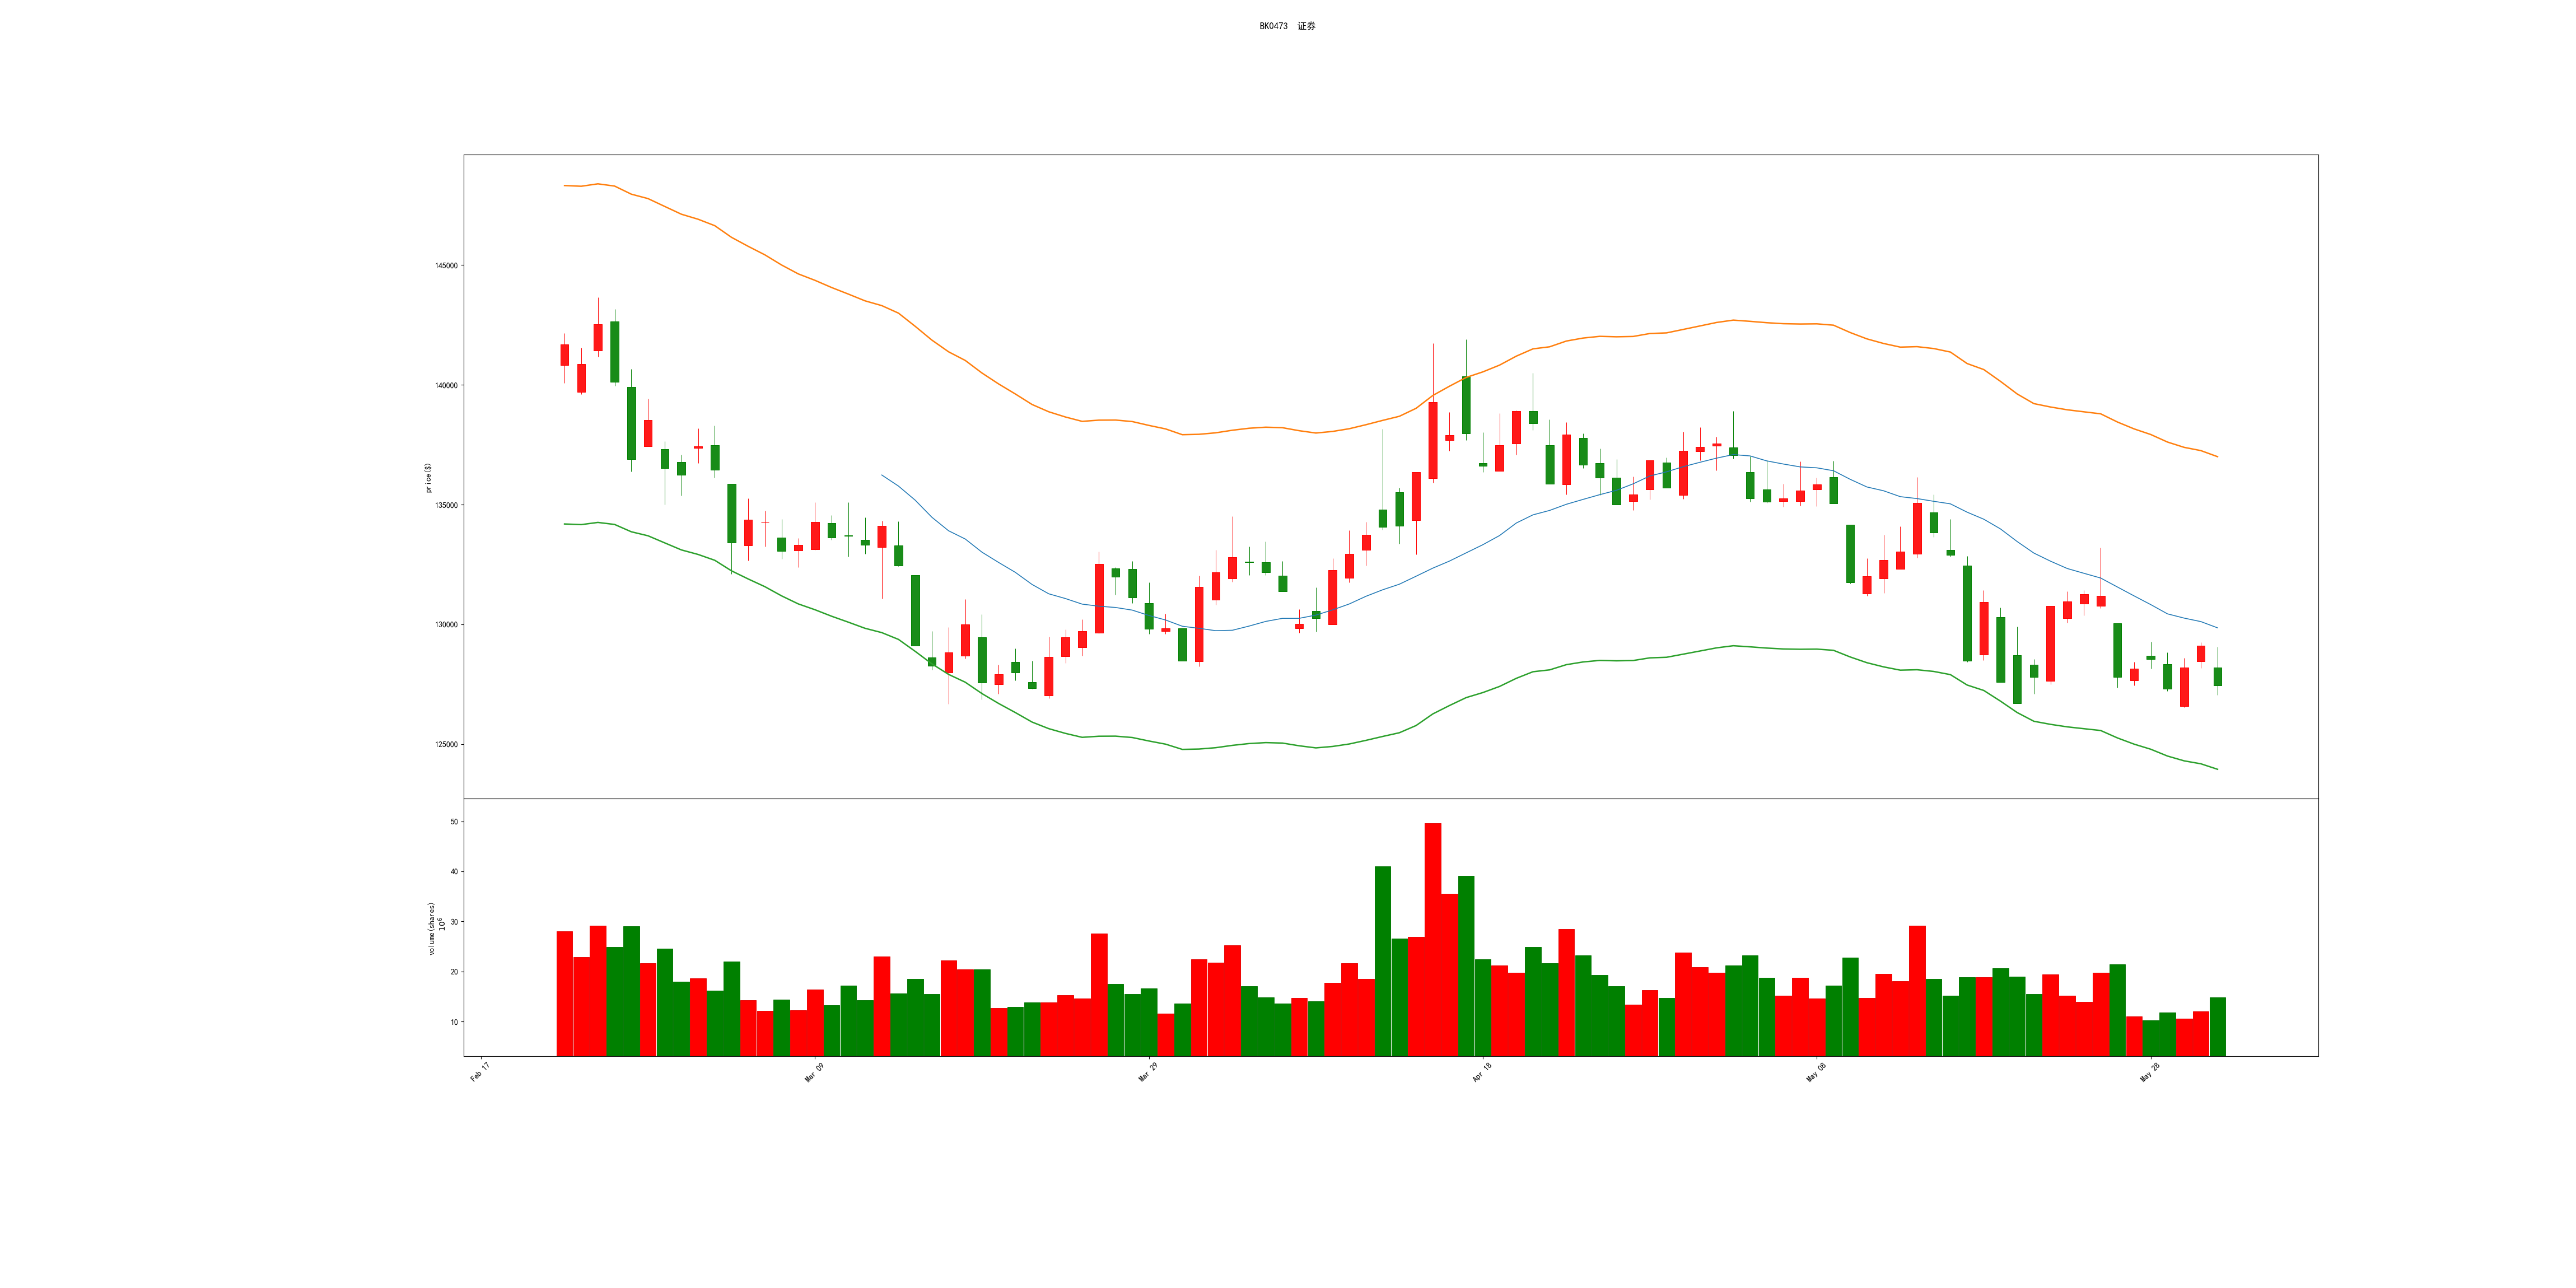 BK0473 证券
price($)
145000
140000
135000
130000
125000
volume(shares)
10^6
50
40
30
20
10
Feb 17
Mar 09
Mar 29
Apr 18
May 08
May 28